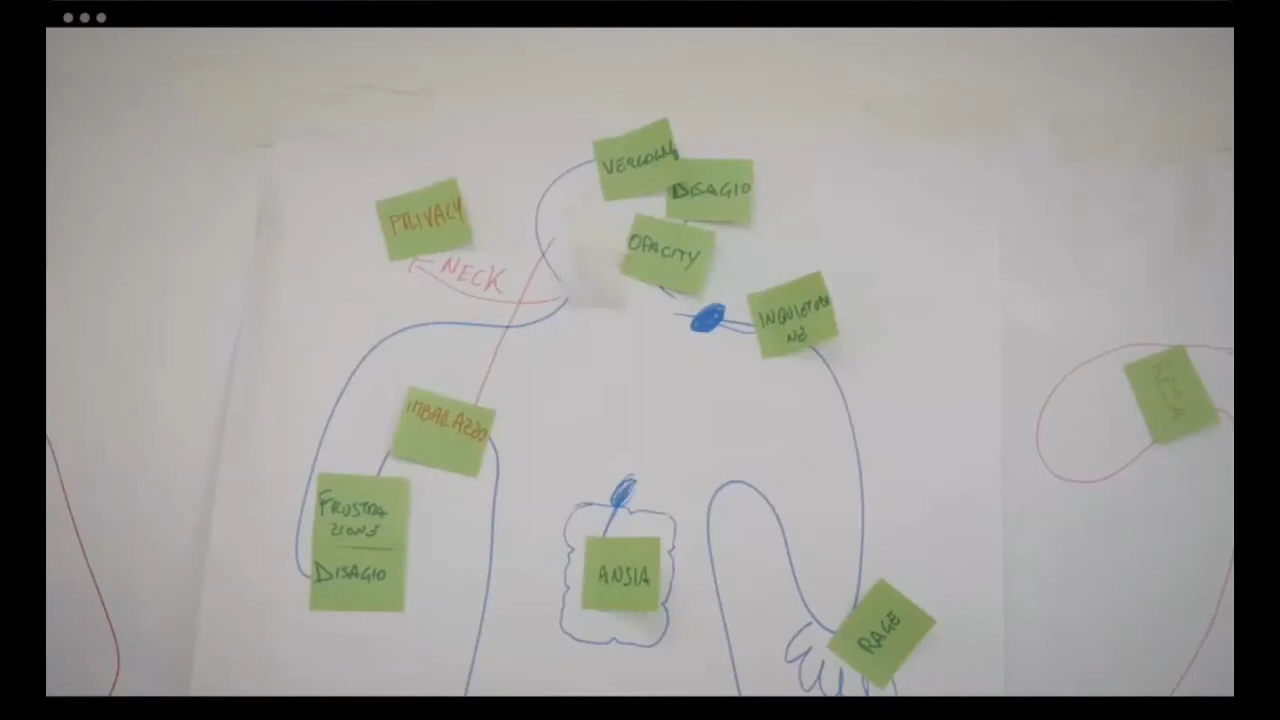 VERGOGNA
DISAGIO
PRIVACY
OPACITY
NECK
INQUIETUDI
NE
IMBARAZZO
FRUSTRA
ZIONE
DISAGIO
ANSIA
RAGE